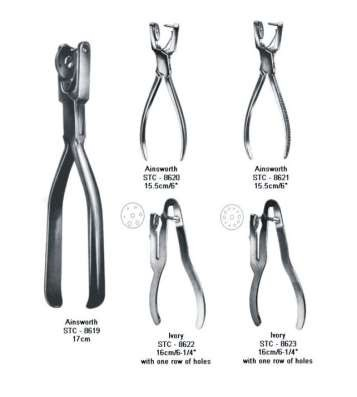 Ainsworth
STC - 8620
15.5cm/6"
Ainsworth
STC - 8621
15.5cm/6"
Ainsworth
STC - 8619
17cm
Ivory
STC - 8622
16cm/6-1/4"
with one row of holes
Ivory
STC - 8623
16cm/6-1/4"
with one row of holes